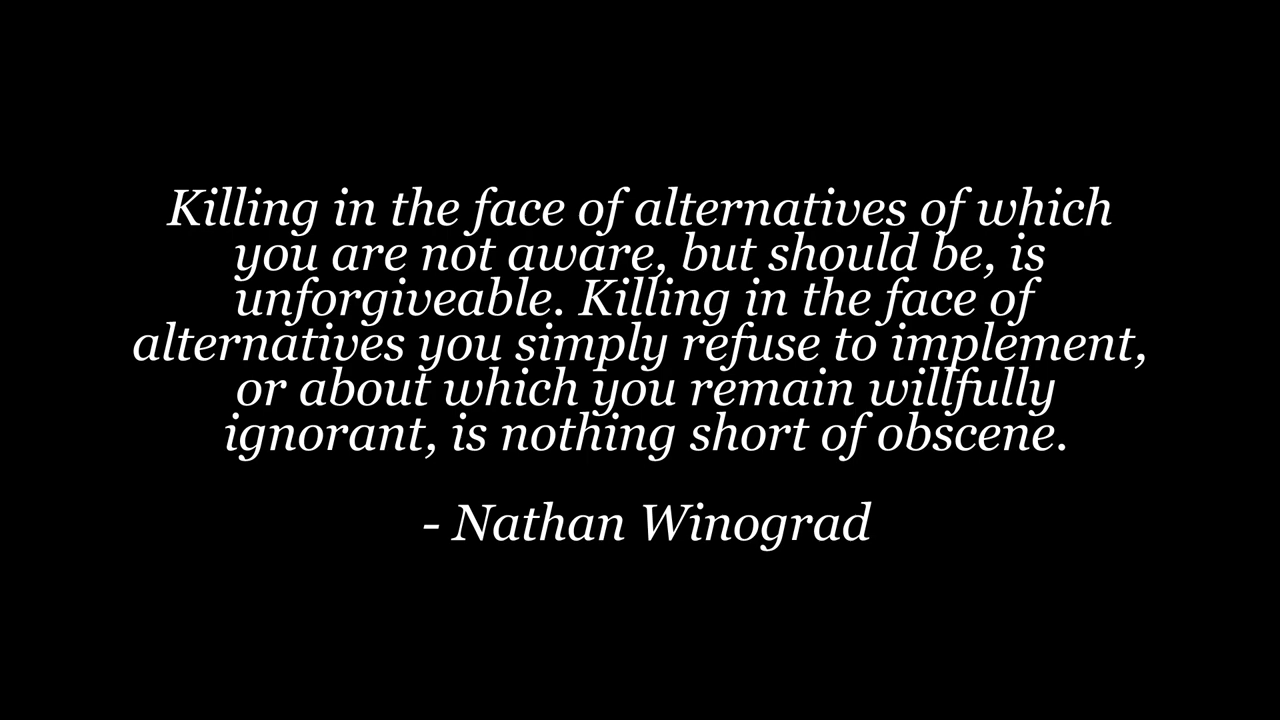 Killing in the face of alternatives of which
you are not aware, but should be, is
unforgiveable. Killing in the face of
alternatives you simply refuse to implement,
or about which you remain willfully
ignorant, is nothing short of obscene.
- Nathan Winograd